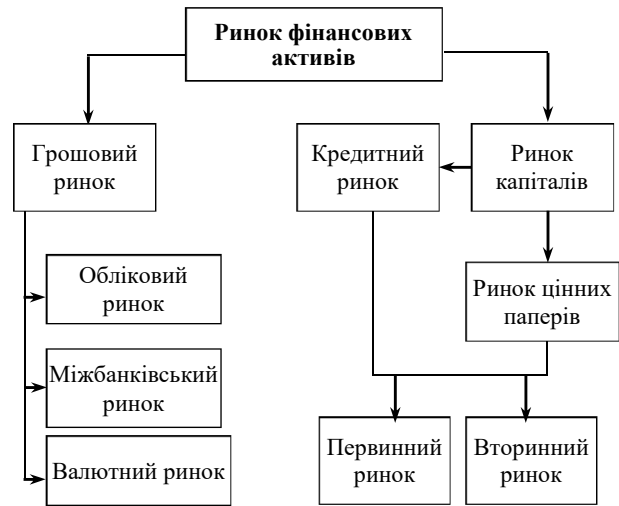 Ринок фінансових
активів
Грошовий
ринок
Кредитний
ринок
Ринок
капіталів
Обліковий
ринок
Ринок цінних
паперів
Міжбанківський
ринок
Первинний
ринок
Вторинний
ринок
Валютний ринок